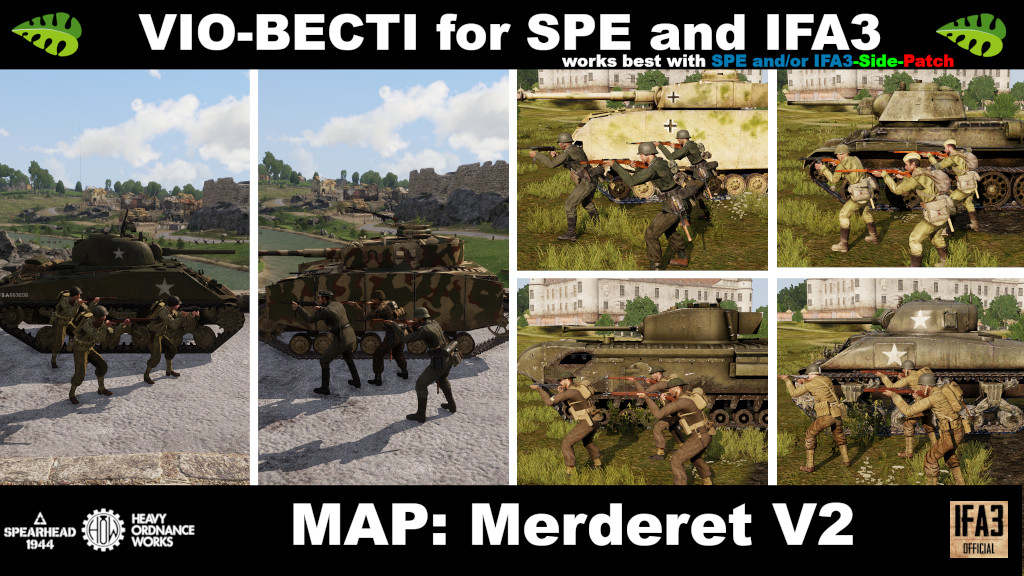 VIO-BECTI for SPE and IFA3
works best with SPE and/or IFA3-Side-Patch
SPEARHEAD
1944
HOW
HEAVY
ORDNANCE
WORKS
MAP: Merderet V2
IFA3
OFFICIAL